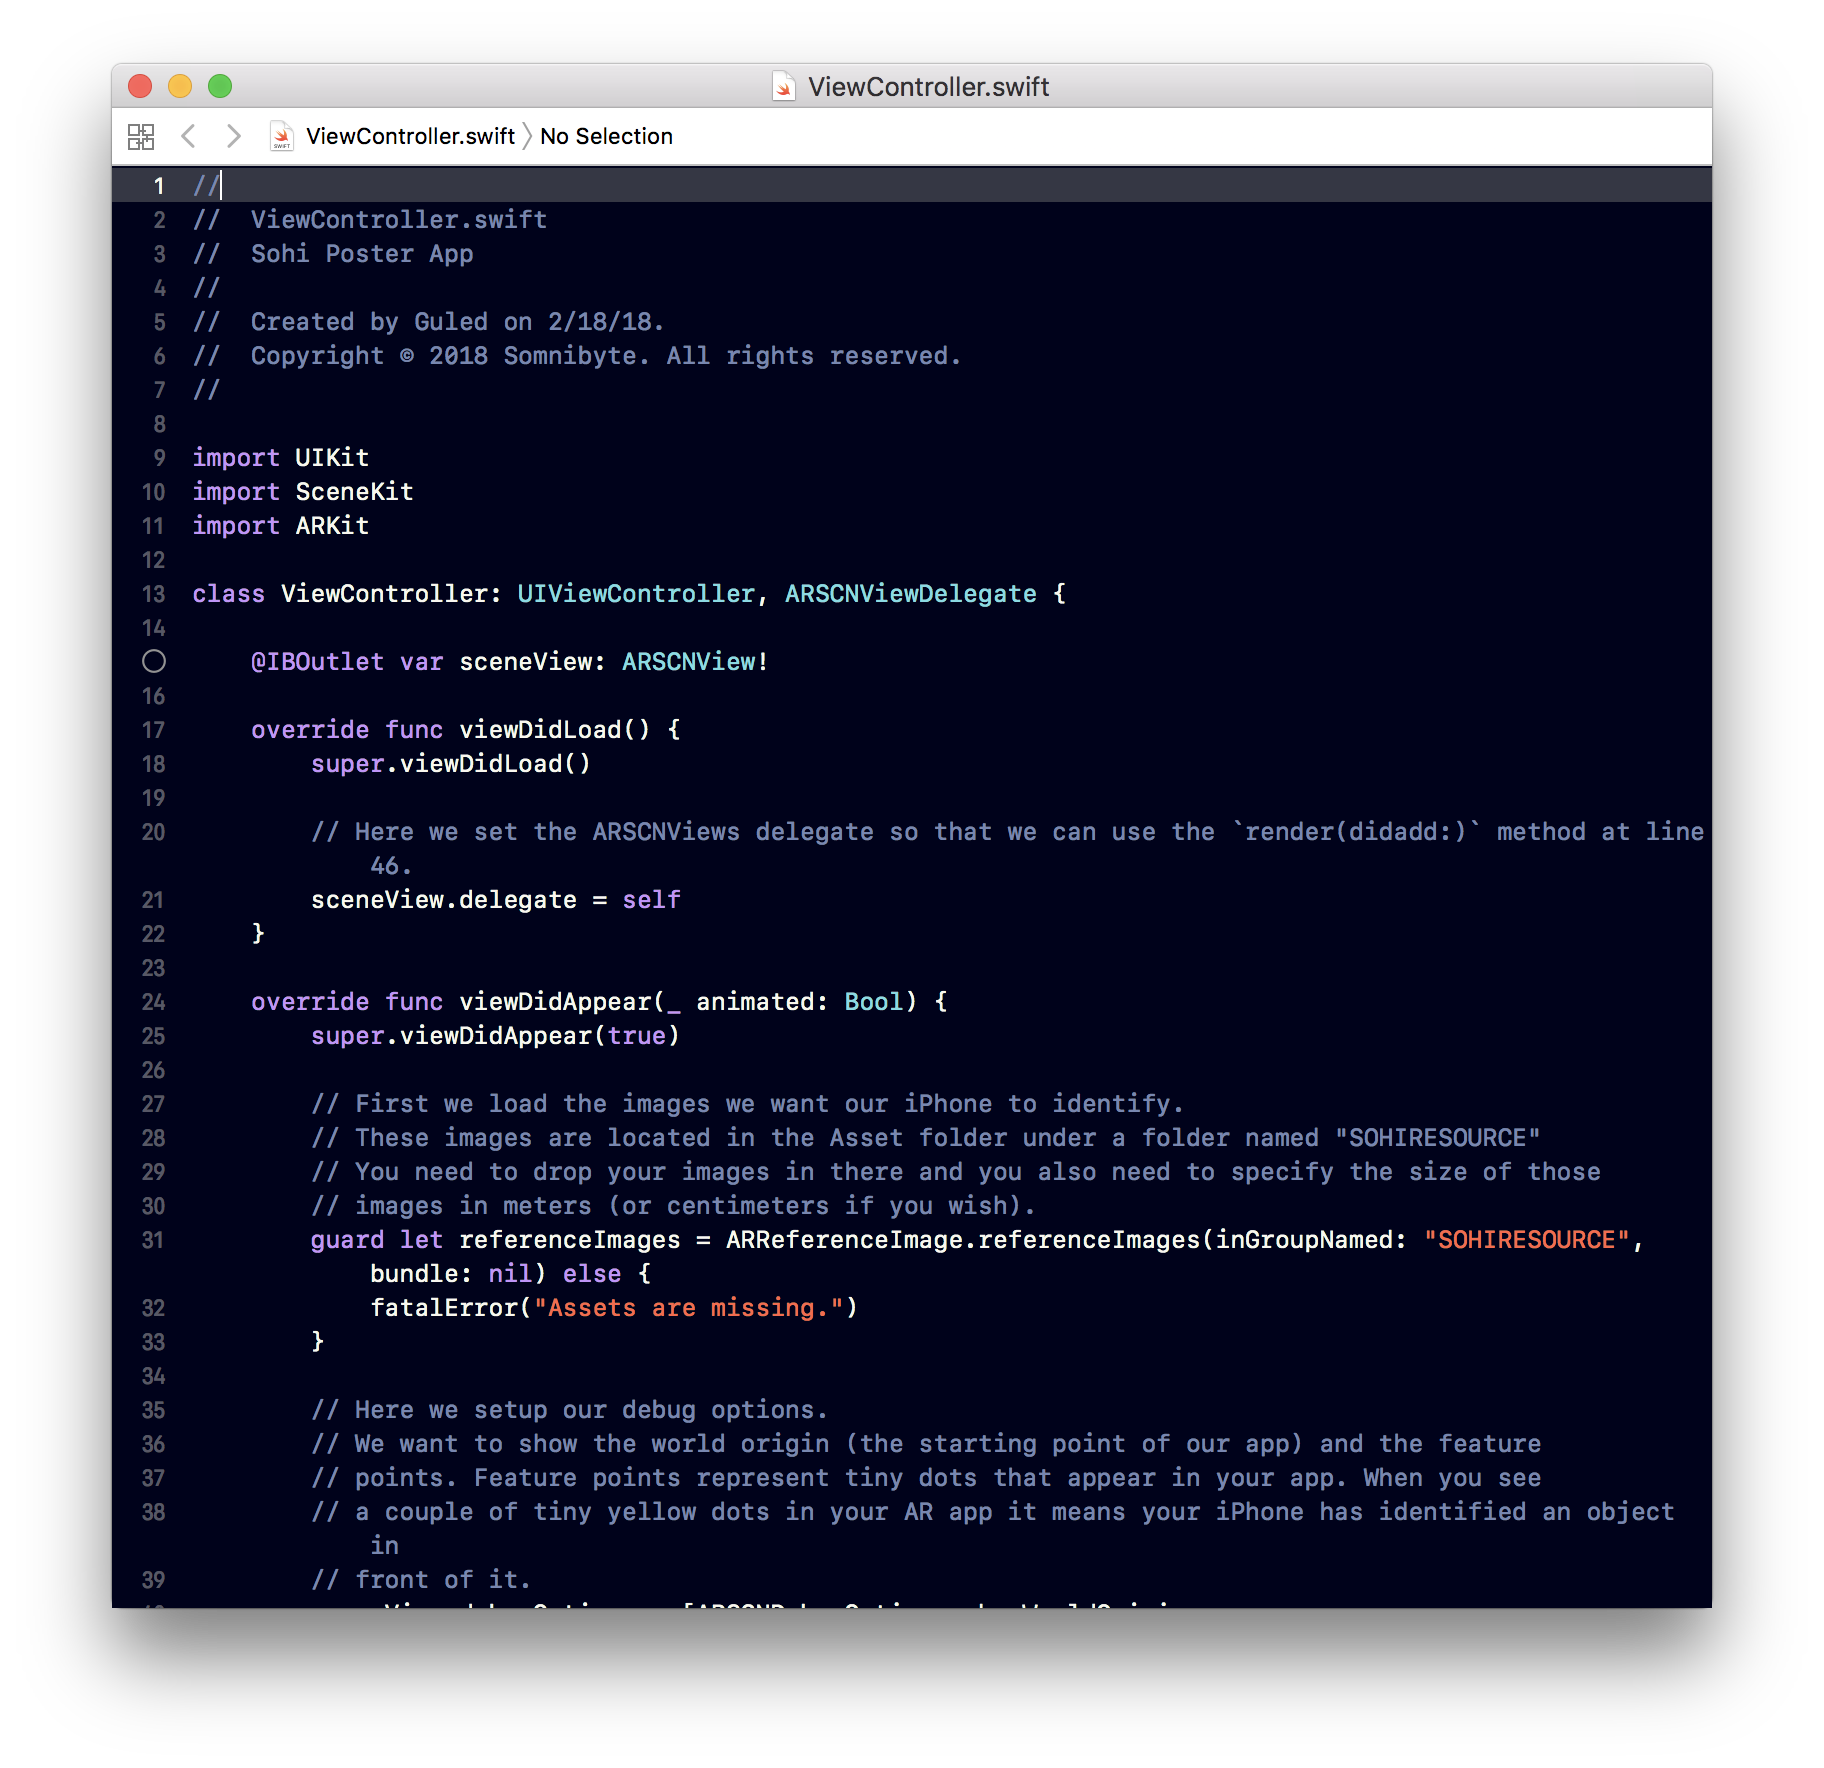 ViewController.swift
ViewController.swift No Selection
1 //
2 //  ViewController.swift
3 //  Sohi Poster App
4 //
5 //  Created by Guled on 2/18/18.
6 //  Copyright © 2018 Somnibyte. All rights reserved.
7 //
8
9 import UIKit
10 import SceneKit
11 import ARKit
12
13 class ViewController: UIViewController, ARSCNViewDelegate {
14
    @IBOutlet var sceneView: ARSCNView!
16
17     override func viewDidLoad() {
18         super.viewDidLoad()
19
20         // Here we set the ARSCNViews delegate so that we can use the `render(didadd:)` method at line
            46.
21         sceneView.delegate = self
22     }
23
24     override func viewDidAppear(_ animated: Bool) {
25         super.viewDidAppear(true)
26
27         // First we load the images we want our iPhone to identify.
28         // These images are located in the Asset folder under a folder named "SOHIRESOURCE"
29         // You need to drop your images in there and you also need to specify the size of those
30         // images in meters (or centimeters if you wish).
31         guard let referenceImages = ARReferenceImage.referenceImages(inGroupNamed: "SOHIRESOURCE",
            bundle: nil) else {
32             fatalError("Assets are missing.")
33         }
34
35         // Here we setup our debug options.
36         // We want to show the world origin (the starting point of our app) and the feature
37         // points. Feature points represent tiny dots that appear in your app. When you see
38         // a couple of tiny yellow dots in your AR app it means your iPhone has identified an object
            in
39         // front of it.